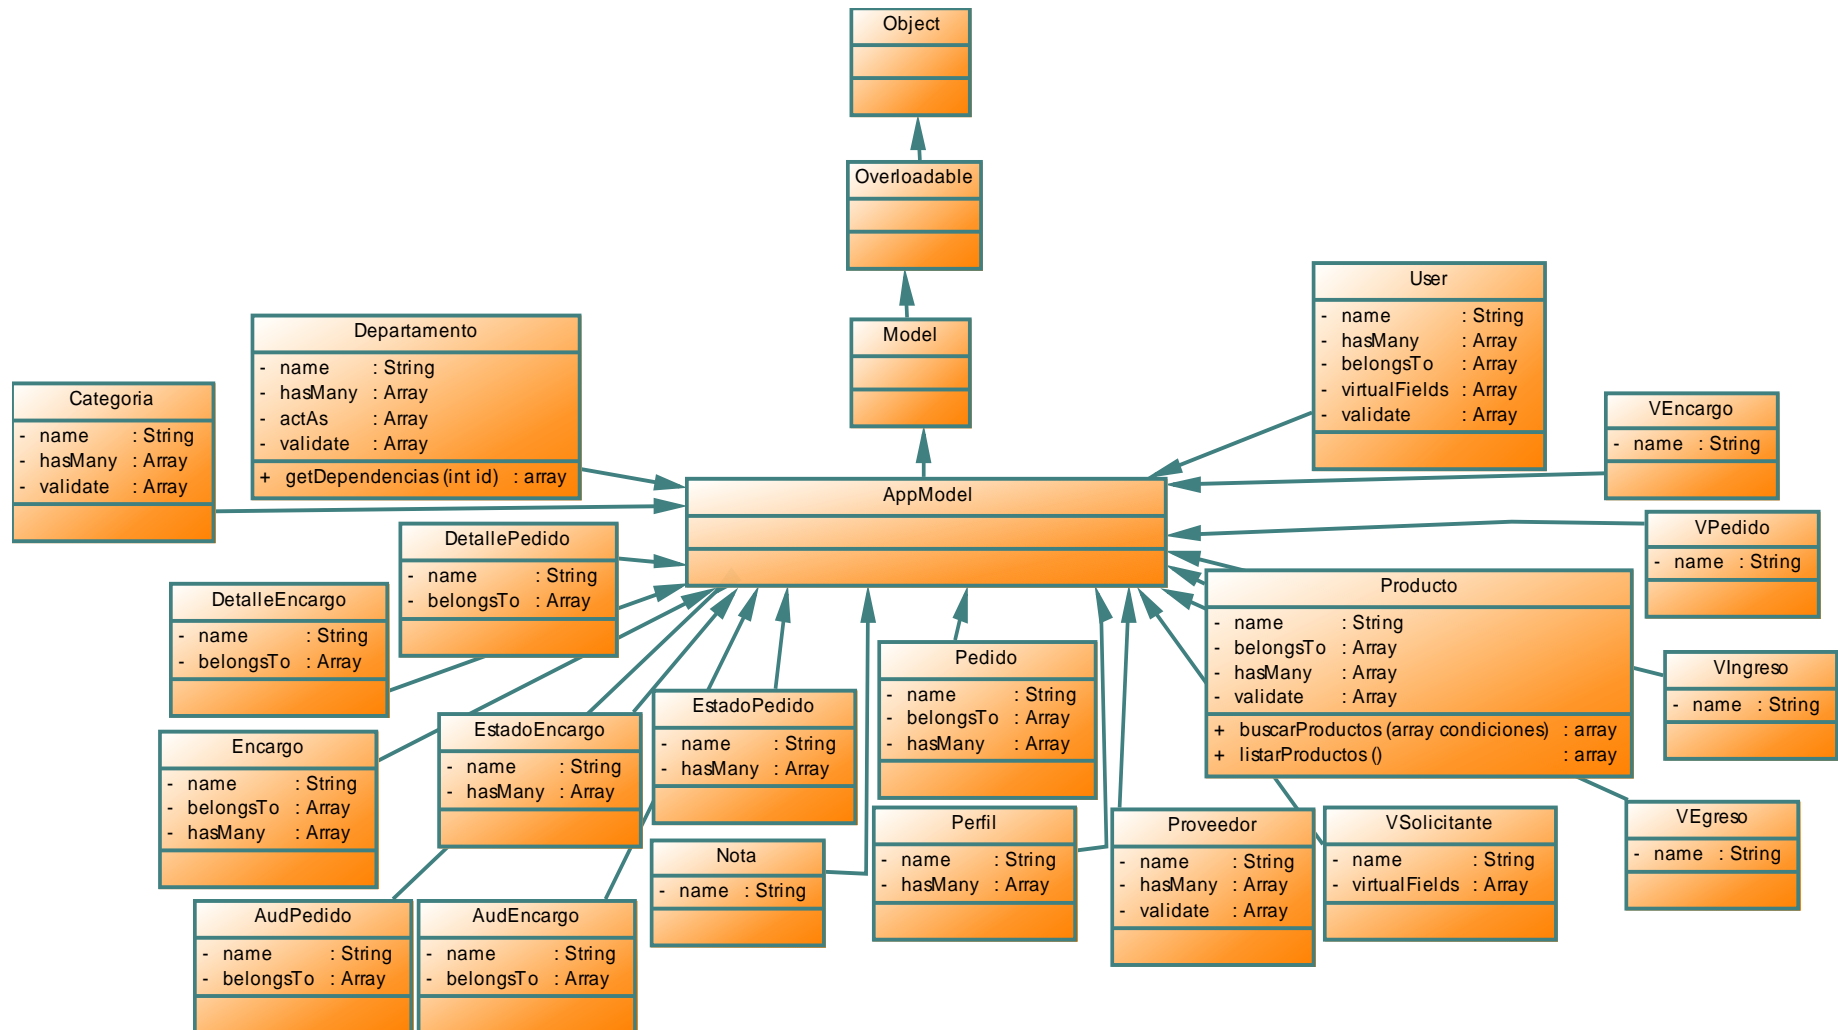 Object
Overloadable
Model
AppModel
User
- name : String
- hasMany : Array
- belongsTo : Array
- virtualFields : Array
- validate : Array
Departamento
- name : String
- hasMany : Array
- actAs : Array
- validate : Array
+ getDependencias (int id) : array
Categoria
- name : String
- hasMany : Array
- validate : Array
VEncargo
- name : String
VPedido
- name : String
DetallePedido
- name : String
- belongsTo : Array
DetalleEncargo
- name : String
- belongsTo : Array
Producto
- name : String
- belongsTo : Array
- hasMany : Array
- validate : Array
+ buscarProductos (array condiciones) : array
+ listarProductos () : array
Pedido
- name : String
- belongsTo : Array
- hasMany : Array
VIngreso
- name : String
EstadoPedido
- name : String
- hasMany : Array
EstadoEncargo
- name : String
- hasMany : Array
Encargo
- name : String
- belongsTo : Array
- hasMany : Array
Nota
- name : String
Perfil
- name : String
- hasMany : Array
Proveedor
- name : String
- hasMany : Array
- validate : Array
VSolicitante
- name : String
- virtualFields : Array
VEgreso
- name : String
AudPedido
- name : String
- belongsTo : Array
AudEncargo
- name : String
- belongsTo : Array